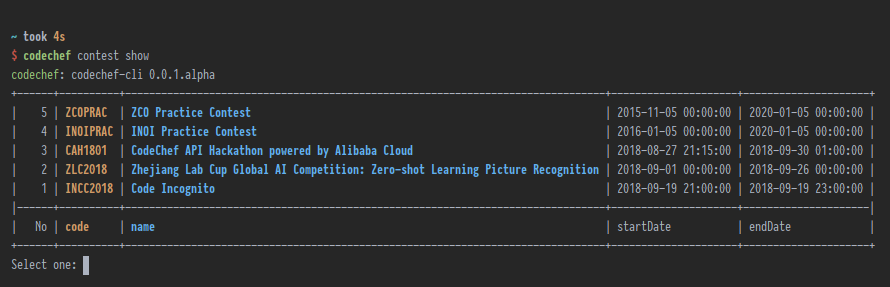 ~ took 4s
$ codechef contest show
codechef: codechef-cli 0.0.1.alpha
| 5 | ZCOPRAC | ZCO Practice Contest | 2015-11-05 00:00:00 | 2020-01-05 00:00:00 |
| 4 | INOIPRAC | INOI Practice Contest | 2016-01-05 00:00:00 | 2020-01-05 00:00:00 |
| 3 | CAH1801 | CodeChef API Hackathon powered by Alibaba Cloud | 2018-08-27 21:15:00 | 2018-09-30 01:00:00 |
| 2 | ZLC2018 | Zhejiang Lab Cup Global AI Competition: Zero-shot Learning Picture Recognition | 2018-09-01 00:00:00 | 2018-09-26 00:00:00 |
| 1 | INCC2018 | Code Incognito | 2018-09-19 21:00:00 | 2018-09-19 23:00:00 |
| No | code | name | startDate | endDate |
Select one: